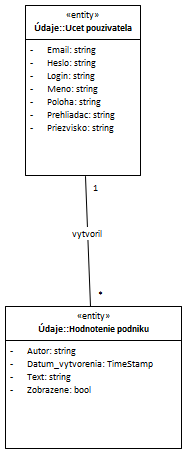 «entity»
Údaje::Ucet pouzivatela
- Email: string
- Heslo: string
- Login: string
- Meno: string
- Poloha: string
- Prehliadac: string
- Priezvisko: string
1
vytvoril
*
«entity»
Údaje::Hodnotenie podniku
- Autor: string
- Datum_vytvorenia: TimeStamp
- Text: string
- Zobrazene: bool